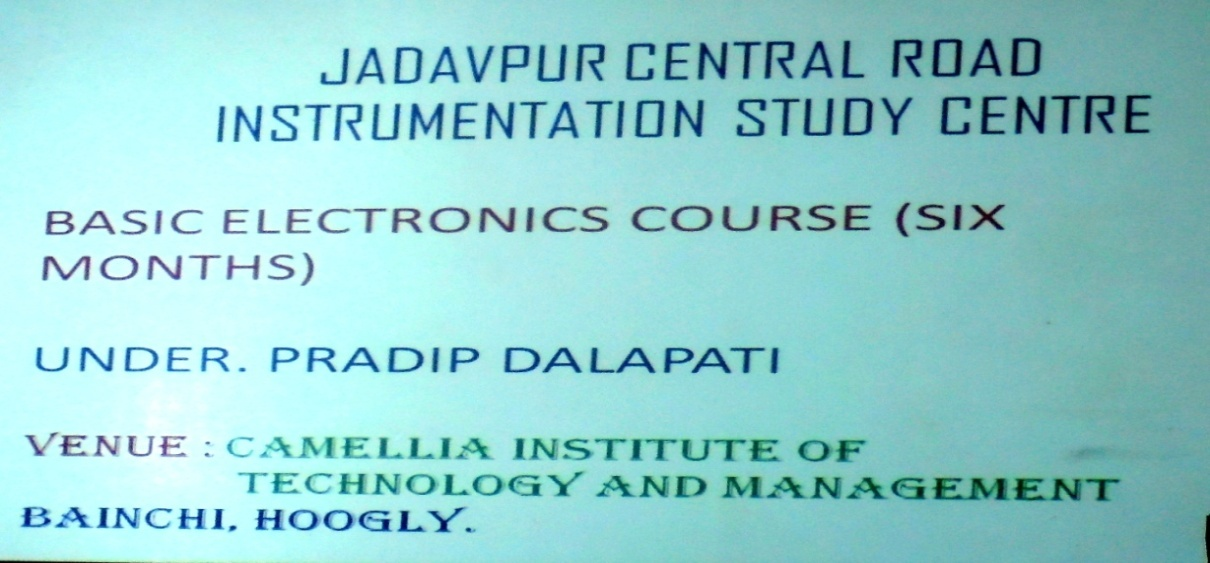 JADAVPUR CENTRAL ROAD
INSTRUMENTATION STUDY CENTRE
BASIC ELECTRONICS COURSE (SIX
MONTHS)
UNDER. PRADIP DALAPATI
VENUE : CAMELLIA INSTITUTE OF
TECHNOLOGY AND MANAGEMENT
BAINCHI, HOOGLY.